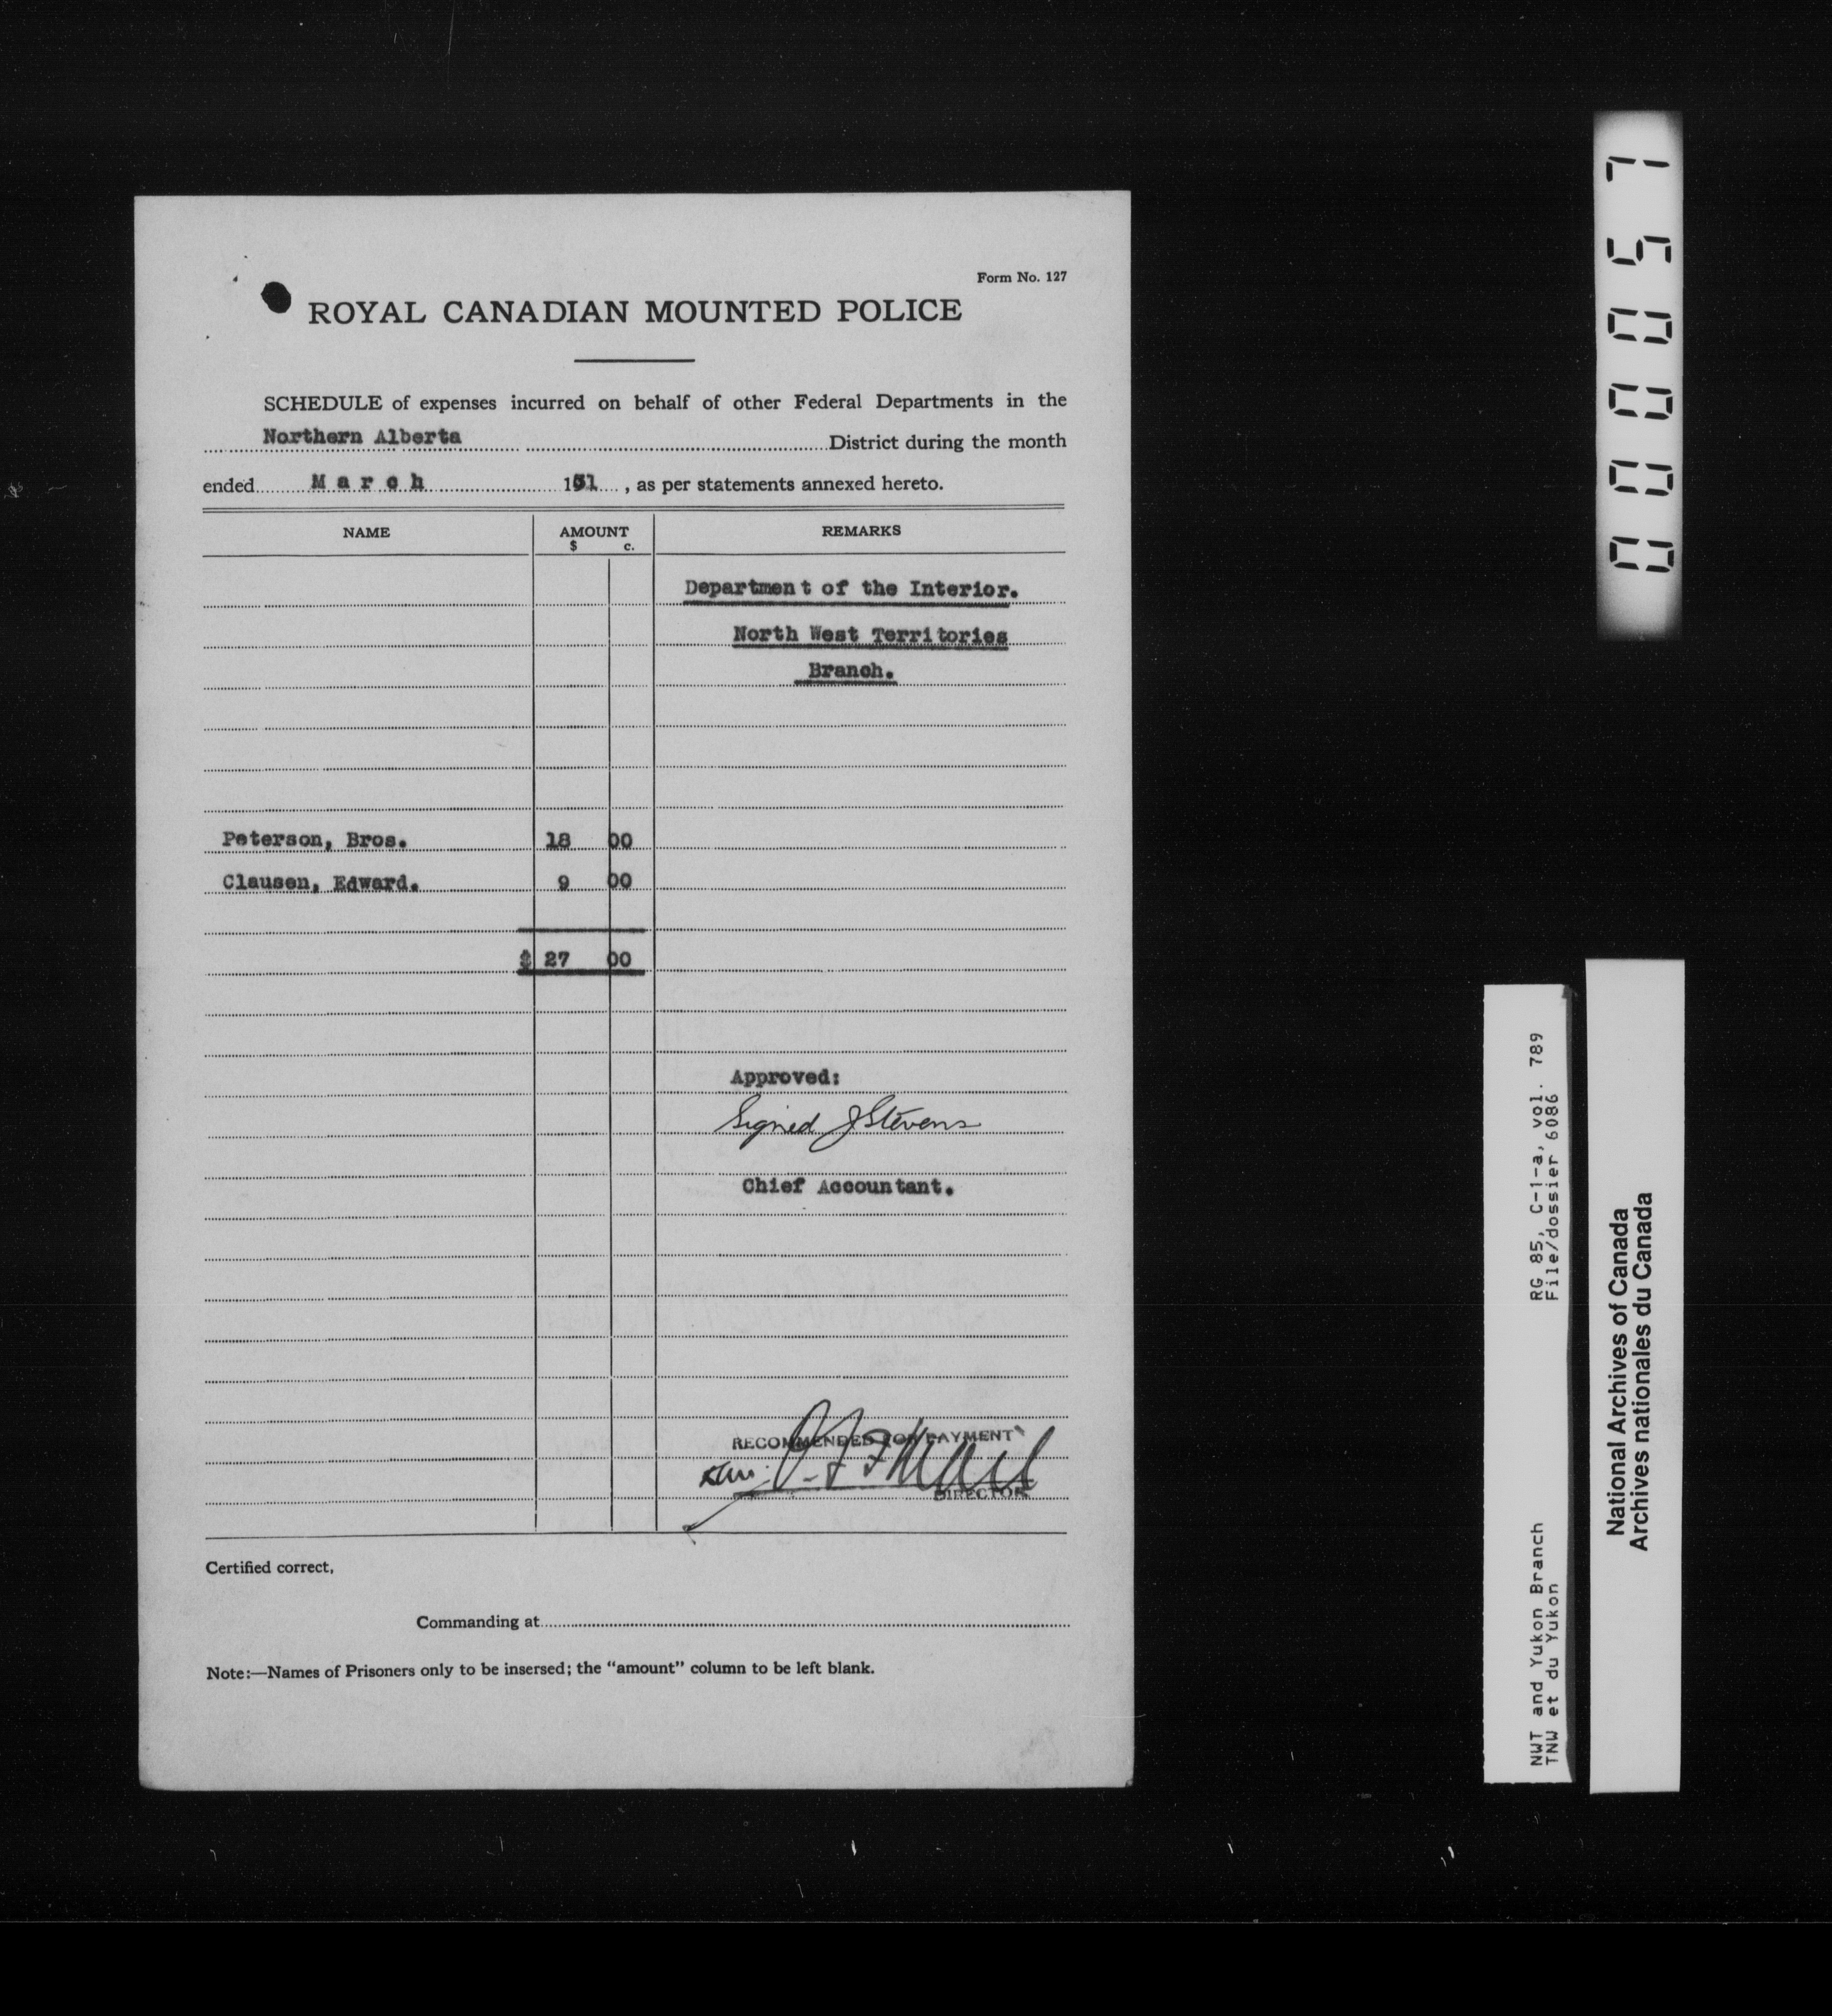 Form No. 127
ROYAL CANADIAN MOUNTED POLICE
SCHEDULE of expenses incurred on behalf of other Federal Departments in the
Northern Alberta District during the month
ended March 131, as per statements annexed hereto.
NAME AMOUNT REMARKS
$ c.
Department of the Interior.
North West Territories
Branch.
Peterson, Bros. 18 00
Clausen, Edward. 9 00
$ 27 00
Approved:
Signed J Stevens
Chief Accountant.
RECOMMENDED FOR PAYMENT
DIRECTOR
Certified correct,
Commanding at
Note:—Names of Prisoners only to be insersed; the "amount" column to be left blank.
000057
RG 85, C-1-a, vol. 789
File/dossier 6086
NWT and Yukon Branch
TNW et du Yukon
National Archives of Canada
Archives nationales du Canada